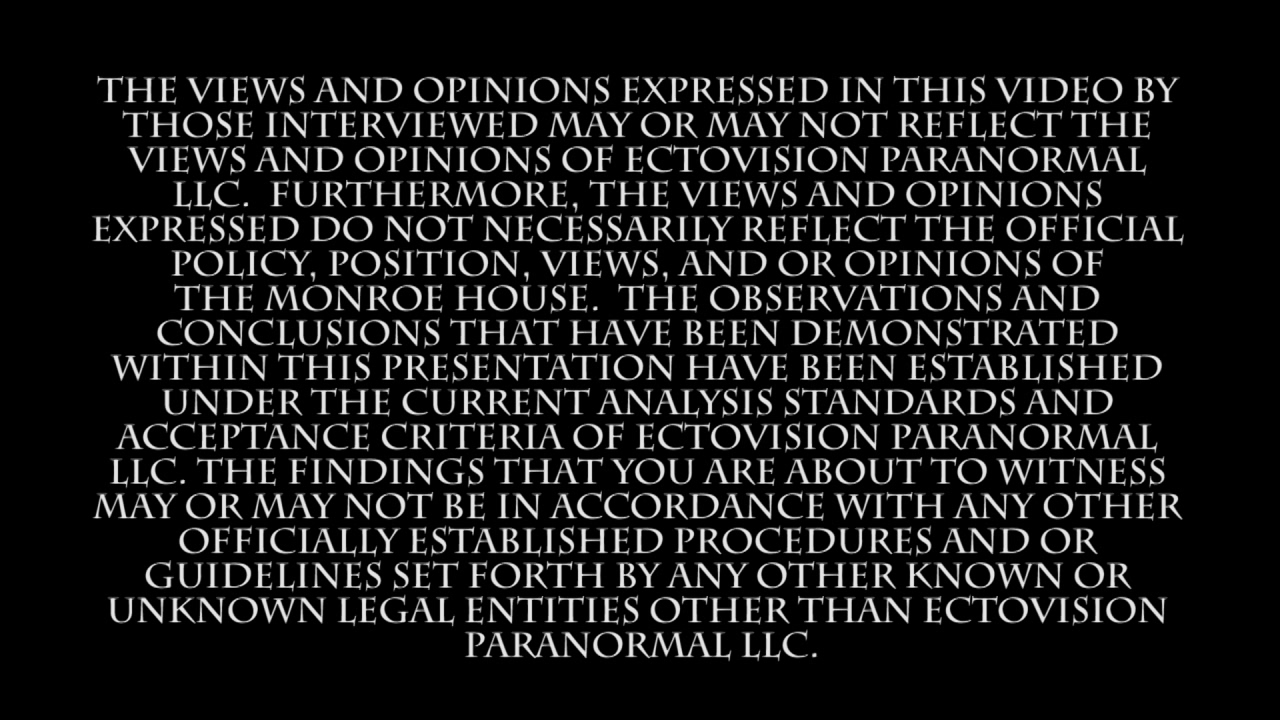 THE VIEWS AND OPINIONS EXPRESSED IN THIS VIDEO BY
THOSE INTERVIEWED MAY OR MAY NOT REFLECT THE
VIEWS AND OPINIONS OF ECTOVISION PARANORMAL
LLC. FURTHERMORE, THE VIEWS AND OPINIONS
EXPRESSED DO NOT NECESSARILY REFLECT THE OFFICIAL
POLICY, POSITION, VIEWS, AND OR OPINIONS OF
THE MONROE HOUSE. THE OBSERVATIONS AND
CONCLUSIONS THAT HAVE BEEN DEMONSTRATED
WITHIN THIS PRESENTATION HAVE BEEN ESTABLISHED
UNDER THE CURRENT ANALYSIS STANDARDS AND
ACCEPTANCE CRITERIA OF ECTOVISION PARANORMAL
LLC. THE FINDINGS THAT YOU ARE ABOUT TO WITNESS
MAY OR MAY NOT BE IN ACCORDANCE WITH ANY OTHER
OFFICIALLY ESTABLISHED PROCEDURES AND OR
GUIDELINES SET FORTH BY ANY OTHER KNOWN OR
UNKNOWN LEGAL ENTITIES OTHER THAN ECTOVISION
PARANORMAL LLC.